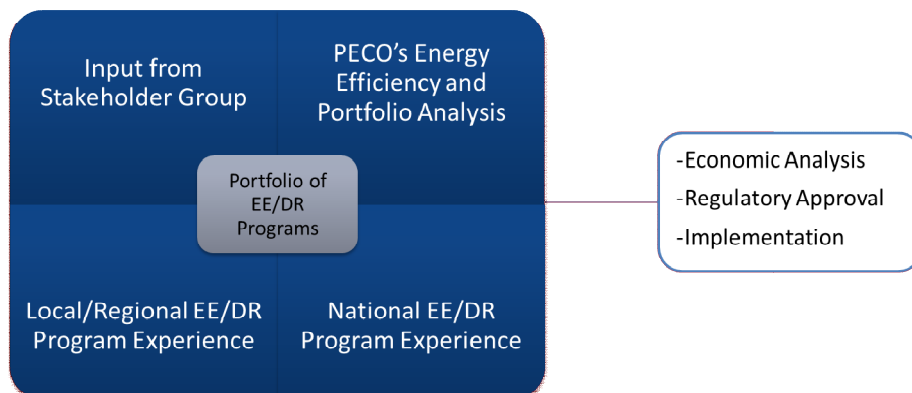 Input from
Stakeholder Group
PECO’s Energy
Efficiency and
Portfolio Analysis
Portfolio of
EE/DR
Programs
Local/Regional EE/DR
Program Experience
National EE/DR
Program Experience
-Economic Analysis
-Regulatory Approval
-Implementation